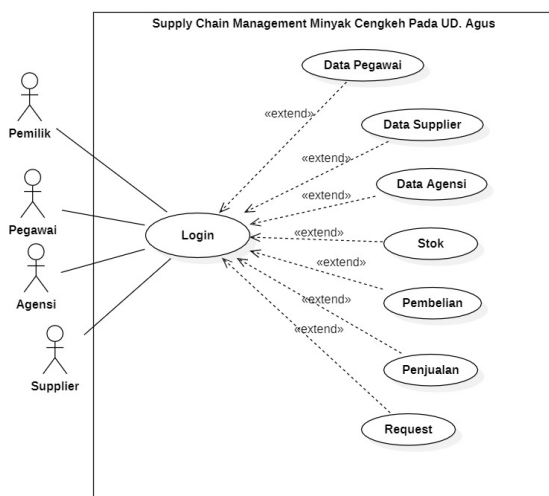 Supply Chain Management Minyak Cengkeh Pada UD. Agus
Data Pegawai
Pemilik
«extend»
Data Supplier
«extend»
Data Agensi
«extend»
Pegawai
Login
«extend»
Stok
«extend»
Agensi
Pembelian
«extend»
«extend»
Supplier
Penjualan
Request